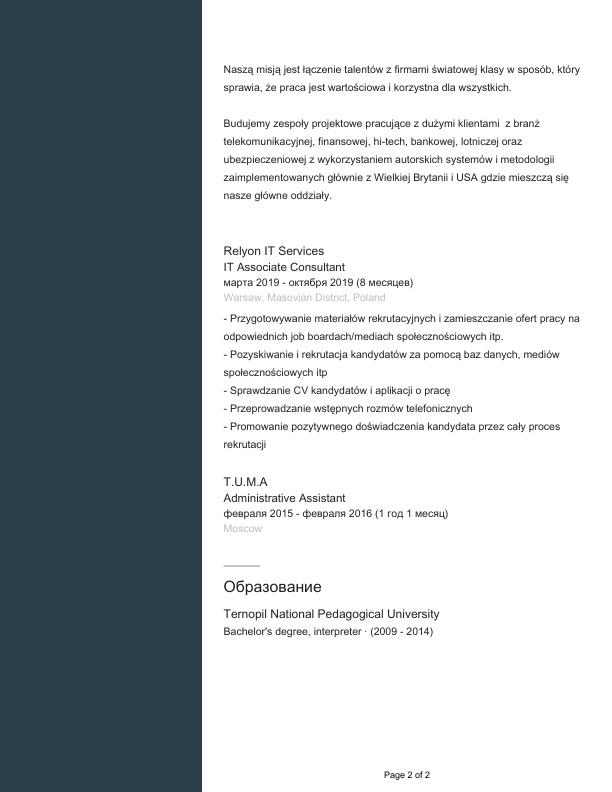 Naszą misją jest łączenie talentów z firmami światowej klasy w sposób, który
sprawia, że praca jest wartościowa i korzystna dla wszystkich.
Budujemy zespoły projektowe pracujące z dużymi klientami  z branż
telekomunikacyjnej, finansowej, hi-tech, bankowej, lotniczej oraz
ubezpieczeniowej z wykorzystaniem autorskich systemów i metodologii
zaimplementowanych głównie z Wielkiej Brytanii i USA gdzie mieszczą się
nasze główne oddziały.
Relyon IT Services
IT Associate Consultant
марта 2019 - октября 2019 (8 месяцев)
Warsaw, Masovian District, Poland
- Przygotowywanie materiałów rekrutacyjnych i zamieszczanie ofert pracy na
odpowiednich job boardach/mediach społecznościowych itp.
- Pozyskiwanie i rekrutacja kandydatów za pomocą baz danych, mediów
społecznościowych itp
- Sprawdzanie CV kandydatów i aplikacji o pracę
- Przeprowadzanie wstępnych rozmów telefonicznych
- Promowanie pozytywnego doświadczenia kandydata przez cały proces
rekrutacji
T.U.M.A
Administrative Assistant
февраля 2015 - февраля 2016 (1 год 1 месяц)
Moscow
Образование
Ternopil National Pedagogical University
Bachelor's degree, interpreter · (2009 - 2014)
Page 2 of 2